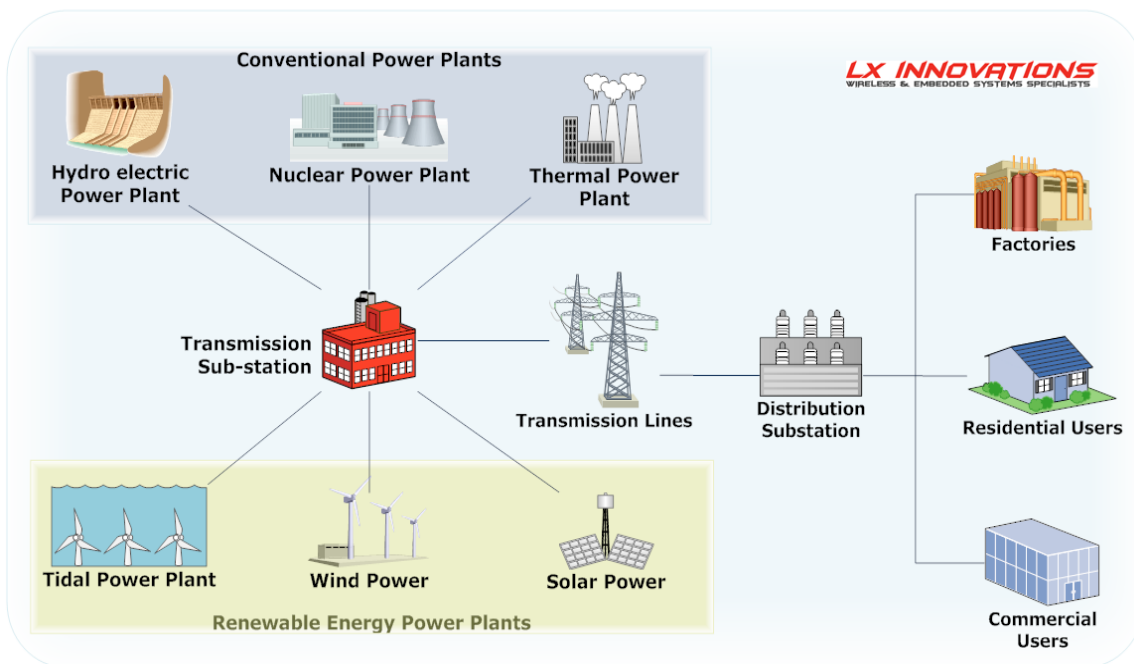 Conventional Power Plants
LX INNOVATIONS
WIRELESS & EMBEDDED SYSTEMS SPECIALISTS
Hydro electric
Power Plant
Nuclear Power Plant
Thermal Power
Plant
Factories
Transmission
Sub-station
Transmission Lines
Distribution
Substation
Residential Users
Tidal Power Plant
Wind Power
Solar Power
Renewable Energy Power Plants
Commercial
Users